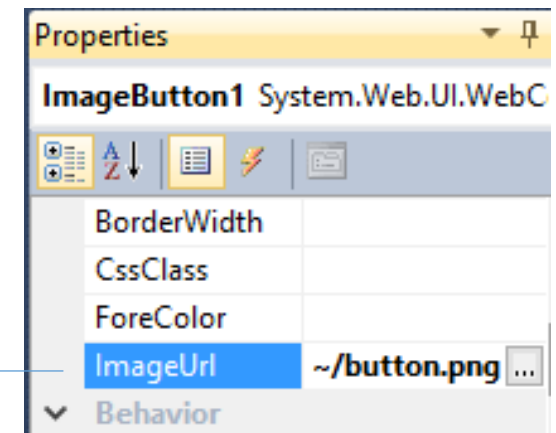 Properties
ImageButton1 System.Web.UI.WebC
BorderWidth
CssClass
ForeColor
ImageUrl ~/button.png ...
Behavior